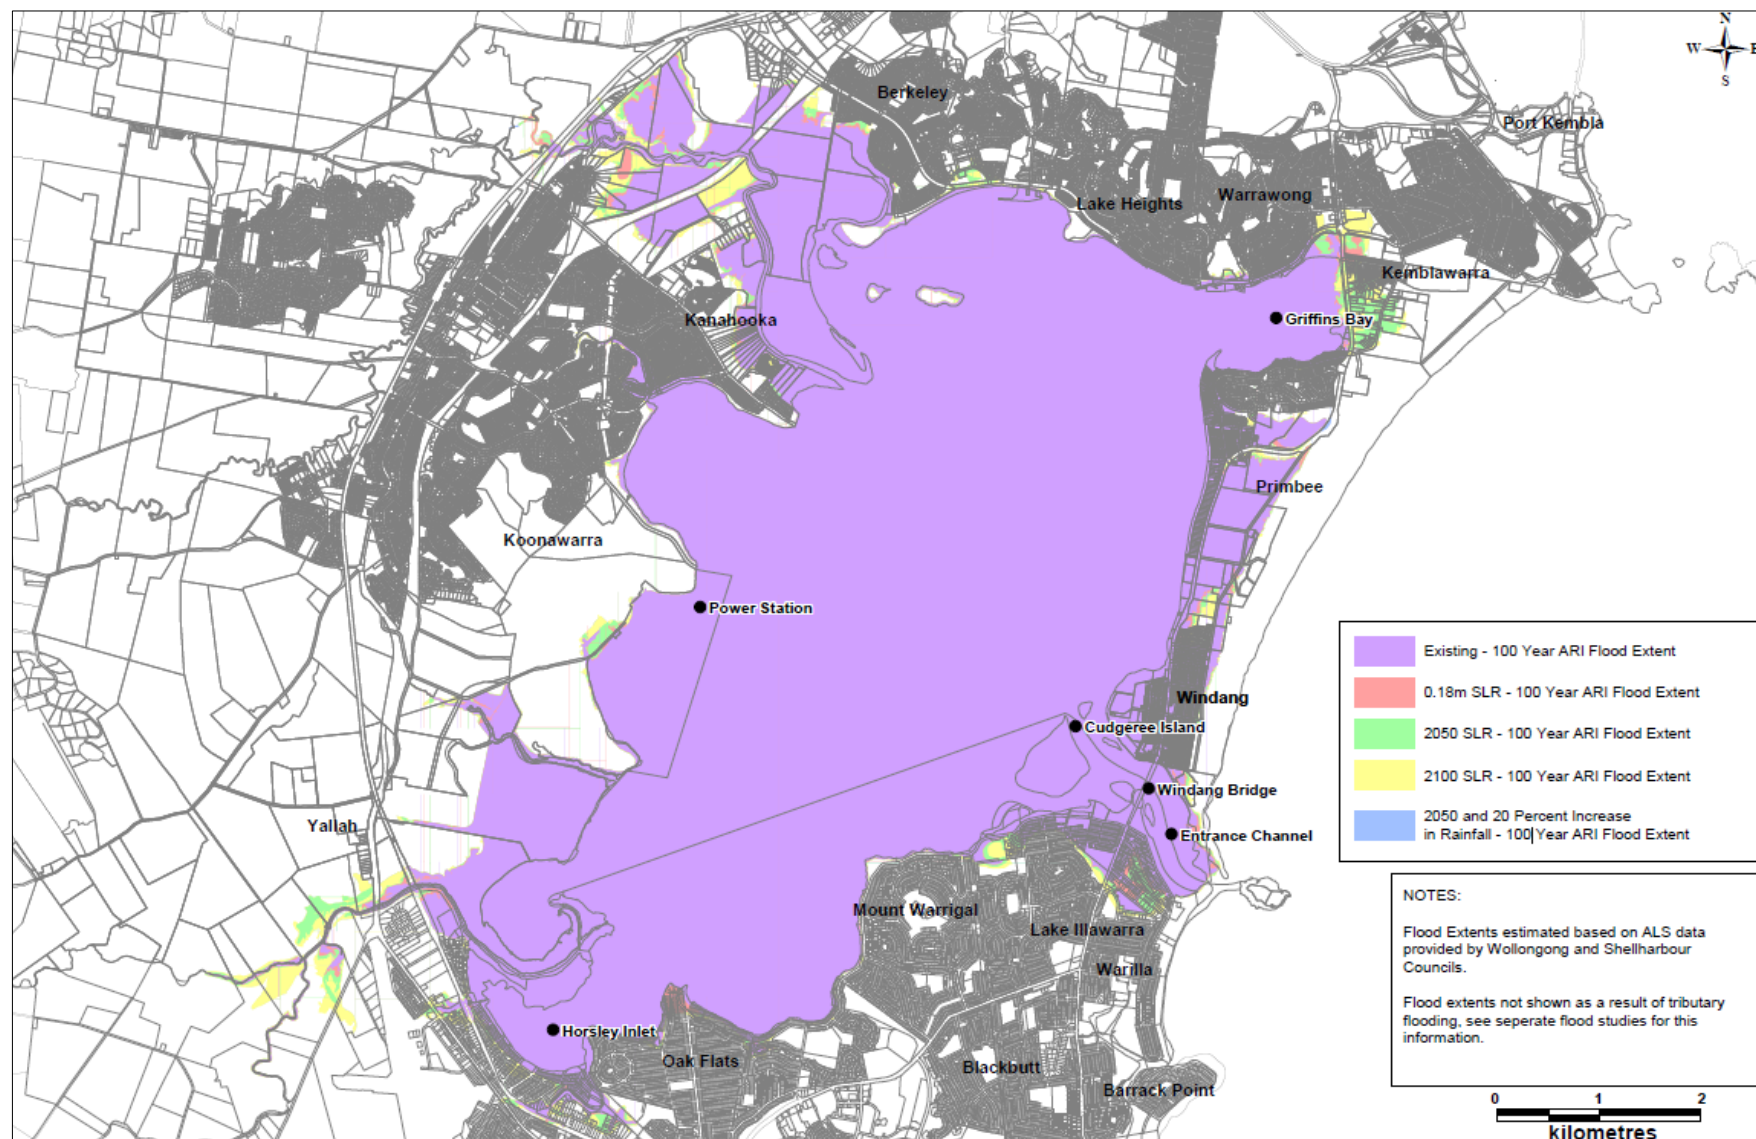 N
W E
S
Berkeley
Port Kembla
Lake Heights
Warrawong
Kemblawarra
Kanahooka
Griffins Bay
Primbee
Koonawarra
Power Station
Windang
Cudgeree Island
Windang Bridge
Yallah
Entrance Channel
Mount Warrigal
Lake Illawarra
Warilla
Horsley Inlet
Oak Flats
Blackbutt
Barrack Point
Existing - 100 Year ARI Flood Extent
0.18m SLR - 100 Year ARI Flood Extent
2050 SLR - 100 Year ARI Flood Extent
2100 SLR - 100 Year ARI Flood Extent
2050 and 20 Percent Increase
in Rainfall - 100 Year ARI Flood Extent
NOTES:
Flood Extents estimated based on ALS data
provided by Wollongong and Shellharbour
Councils.
Flood extents not shown as a result of tributary
flooding, see seperate flood studies for this
information.
0 1 2
kilometres